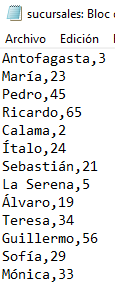 sucursales: Bloc
Archivo Edición
Antofagasta,3
María,23
Pedro,45
Ricardo,65
Calama,2
Ítalo,24
Sebastián,21
La Serena,5
Álvaro,19
Teresa,34
Guillermo,56
Sofía,29
Mónica,33